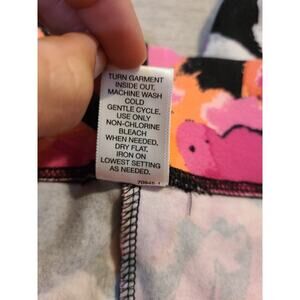 TURN GARMENT
INSIDE OUT.
MACHINE WASH
COLD
GENTLE CYCLE.
USE ONLY
NON-CHLORINE
BLEACH
WHEN NEEDED,
DRY FLAT,
IRON ON
LOWEST SETTING
AS NEEDED.